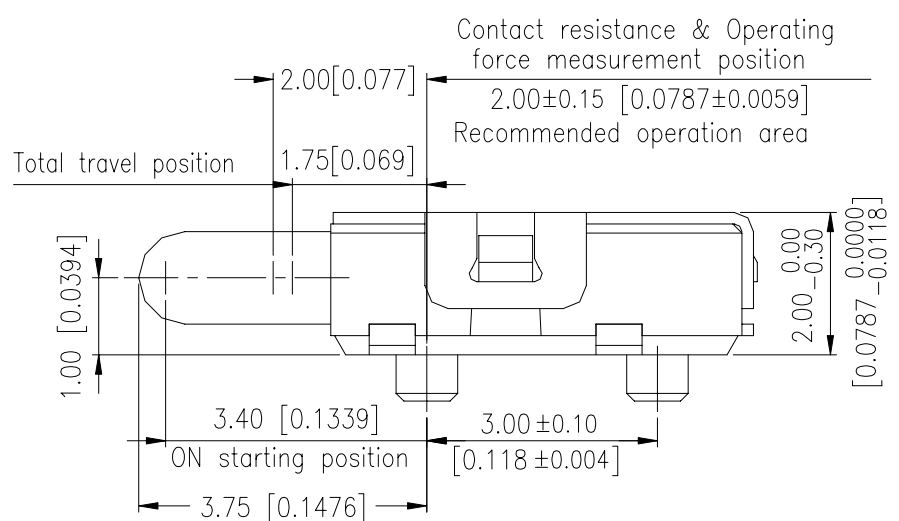 Contact resistance & Operating
force measurement position
2.00[0.077]
2.00±0.15 [0.0787±0.0059]
Recommended operation area
Total travel position
1.75[0.069]
1.00 [0.0394]
2.00 0.00 -0.30
[0.0787 0.0000 -0.0118]
3.40 [0.1339]
ON starting position
3.00±0.10
[0.118±0.004]
3.75 [0.1476]